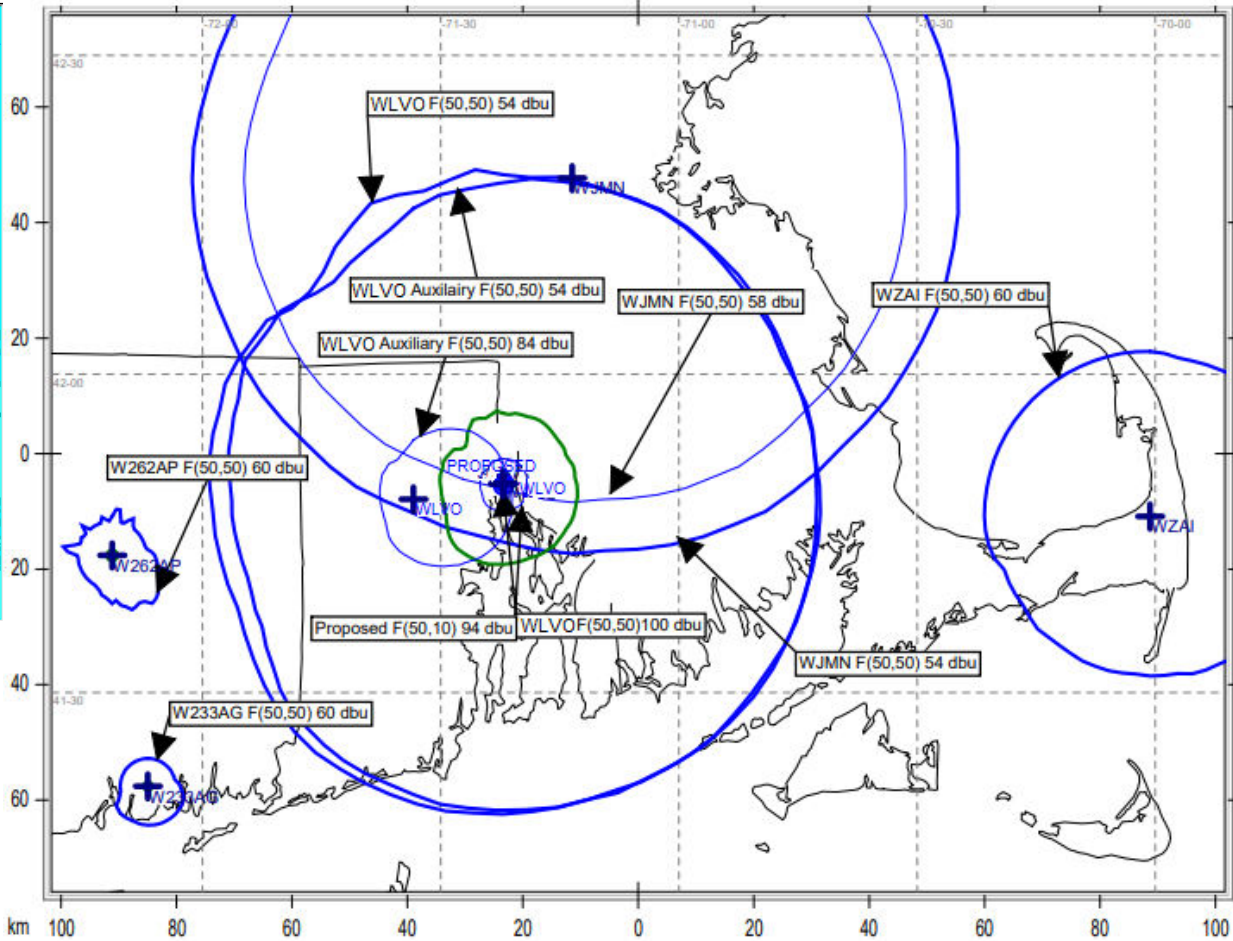 -72-00
-71-30
-71-00
-70-30
-70-00
42-30
60
WLVO F(50,50) 54 dbu
WJMN
40
WLVO Auxilairy F(50,50) 54 dbu
WJMN F(50,50) 58 dbu
WZAI F(50,50) 60 dbu
20
WLVO Auxiliary F(50,50) 84 dbu
42-00
0
W262AP F(50,50) 60 dbu
PROPOSED
WLVO
WLVO
WZAI
W262AP
20
Proposed F(50,10) 94 dbu
WLVOF(50,50)100 dbu
WJMN F(50,50) 54 dbu
40
41-30
W233AG F(50,50) 60 dbu
W233AG
60
km 100 80 60 40 20 0 20 40 60 80 100